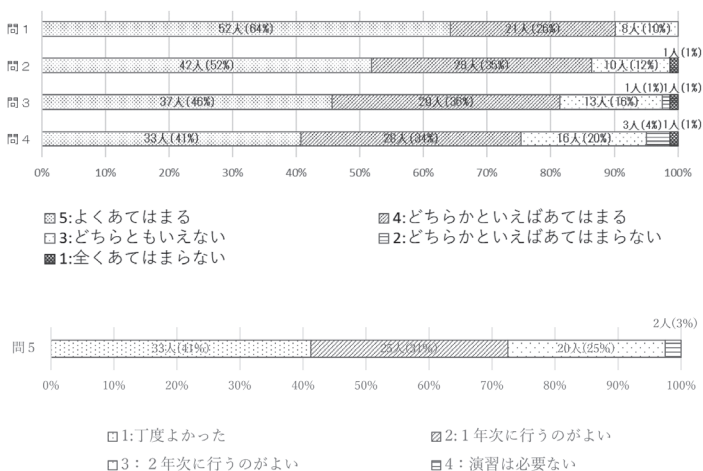 問1 52人(64%) 21人(26%) 8人(10%)
1人(1%)
問2 42人(52%) 28人(35%) 10人(12%)
1人(1%) 1人(1%)
問3 37人(46%) 29人(36%) 13人(16%)
3人(4%) 1人(1%)
問4 33人(41%) 28人(34%) 16人(20%)
0% 10% 20% 30% 40% 50% 60% 70% 80% 90% 100%
5:よくあてはまる 4:どちらかといえばあてはまる
3:どちらともいえない 2:どちらかといえばあてはまらない
1:全くあてはまらない
2人(3%)
問5 33人(41%) 25人(31%) 20人(25%)
0% 10% 20% 30% 40% 50% 60% 70% 80% 90% 100%
1:丁度よかった 2:1年次に行うのがよい
3：2年次に行うのがよい 4：演習は必要ない